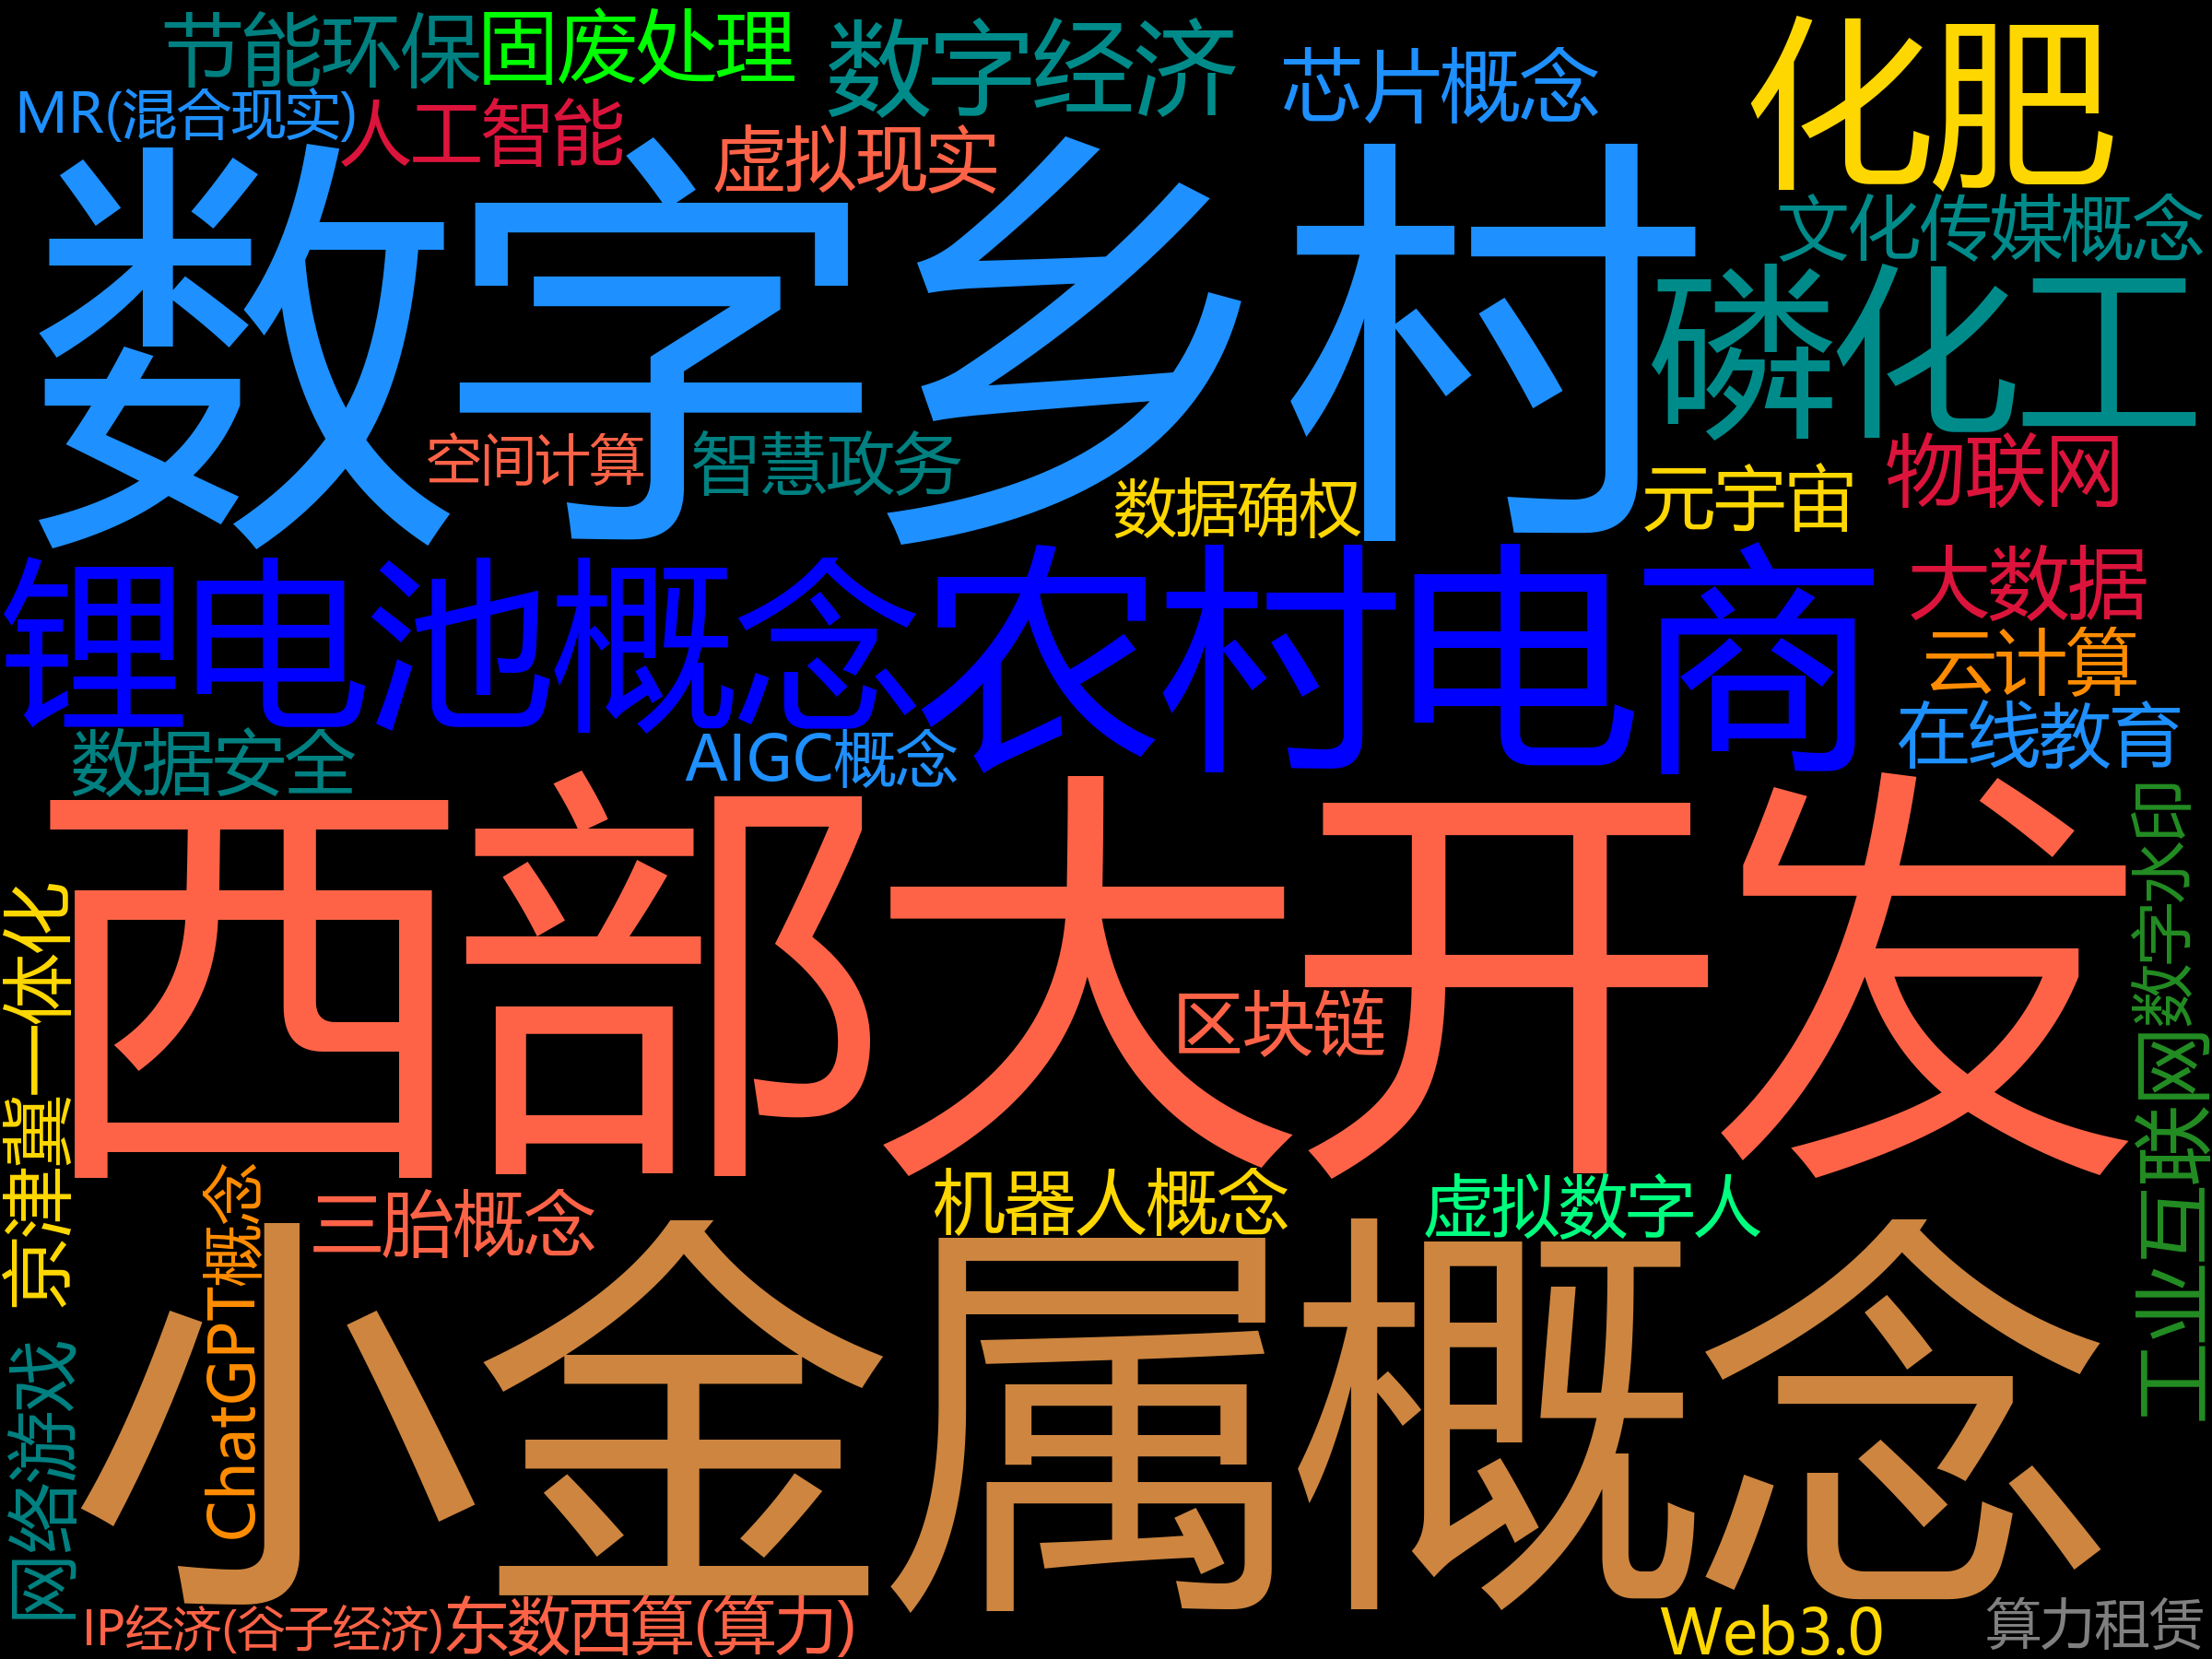 节能环保
固废处理
数字经济
芯片概念
化肥
MR(混合现实)
人工智能
虚拟现实
文化传媒概念
数字乡村
磷化工
空间计算
智慧政务
数据确权
元宇宙
物联网
锂电池概念
农村电商
大数据
云计算
在线教育
数据安全
AIGC概念
西部大开发
数字水印
京津冀一体化
区块链
工业互联网
三胎概念
机器人概念
虚拟数字人
ChatGPT概念
小金属概念
网络游戏
IP经济(谷子经济)
东数西算(算力)
Web3.0
算力租赁